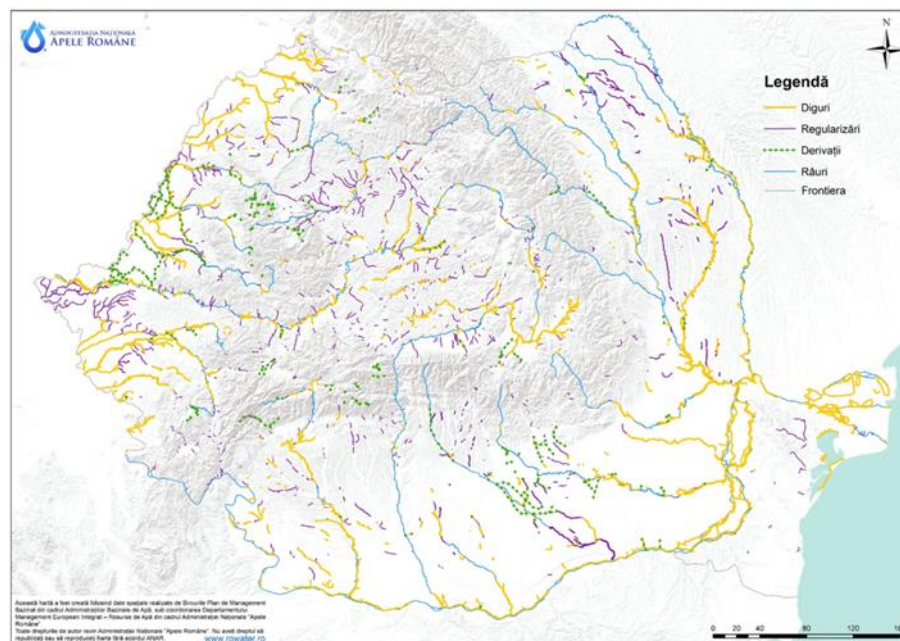 ADMINISTRAȚIA NAȚIONALĂ
APELE ROMÂNE
N
Legendă
Diguri
Regularizări
Derivații
Râuri
Frontiera
Această hartă a fost creată folosind date spațiale realizate de Birourile Plan de Management
Bazinal din cadrul Administrațiilor Bazinale de Apă, sub coordonarea Departamentului
Management European Integrat – Resurse de Apă din cadrul Administrației Naționale "Apele
Române"
Toate drepturile de autor revin Administrației Naționale "Apele Române". Nu aveți dreptul să
republicați sau să reproduceți harta fără acordul ANAR.
www.rowater.ro
0 20 40 80 120